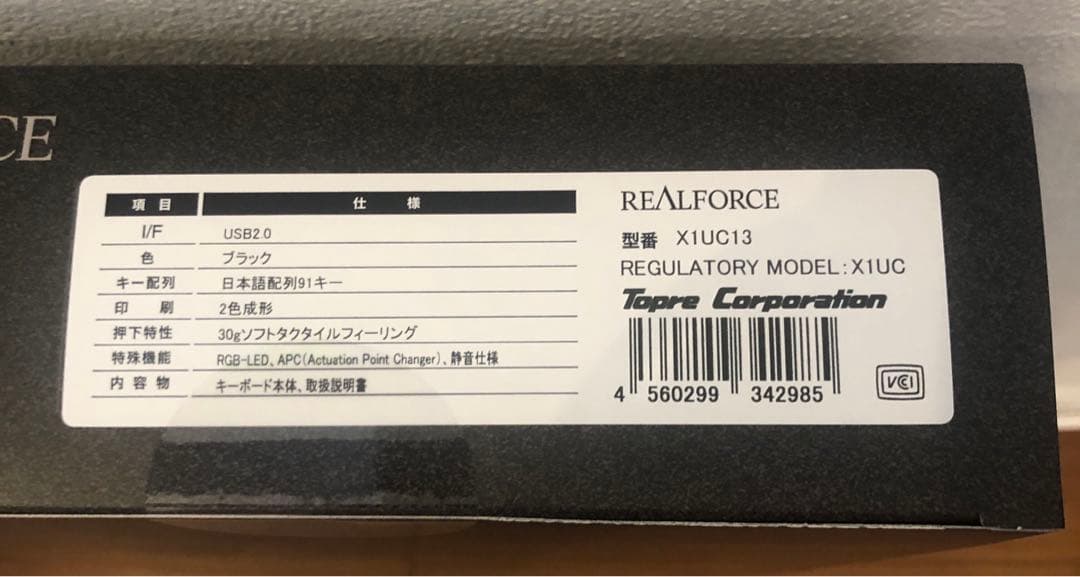 CE
項目 仕様
I/F USB2.0
色 ブラック
キー配列 日本語配列91キー
印刷 2色成形
押下特性 30gソフトタクタイルフィーリング
特殊機能 RGB-LED、APC(Actuation Point Changer)、静音仕様
内容物 キーボード本体、取扱説明書
REALFORCE
型番 X1UC13
REGULATORY MODEL:X1UC
Topre Corporation
4 560299 342985
VCI